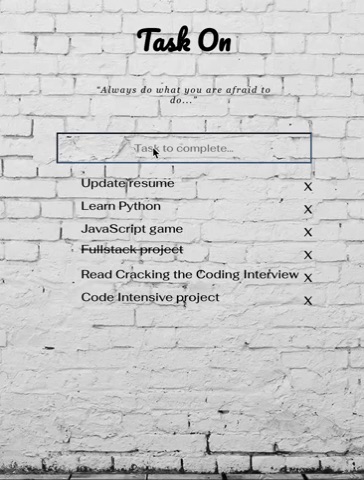 Task On
"Always do what you are afraid to
do..."
Task to complete...
Update resume X
Learn Python X
JavaScript game X
Fullstack project X
Read Cracking the Coding Interview X
Code Intensive project X